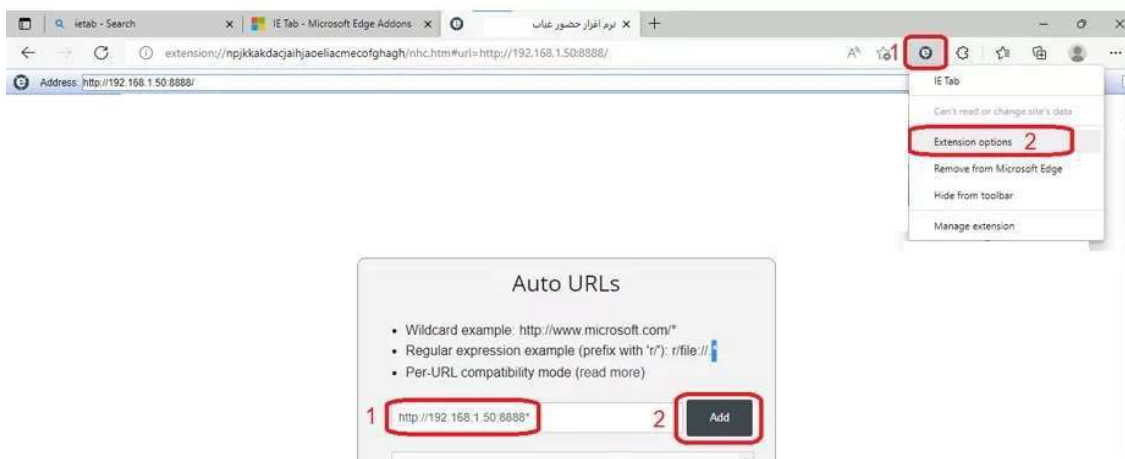 ietab - Search
IE Tab - Microsoft Edge Addons
نرم افزار حضور غیاب
extension://npjkkakdacjaihjaoeliacmecofghagh/nhc.htm#url=http://192.168.1.50:8888/
1
Address: http://192.168.1.50:8888/
IE Tab
Can't read or change site's data
Extension options 2
Remove from Microsoft Edge
Hide from toolbar
Manage extension
Auto URLs
• Wildcard example: http://www.microsoft.com/*
• Regular expression example (prefix with 'r/'): r/file://.*
• Per-URL compatibility mode (read more)
1 http://192.168.1.50:8888* 2 Add